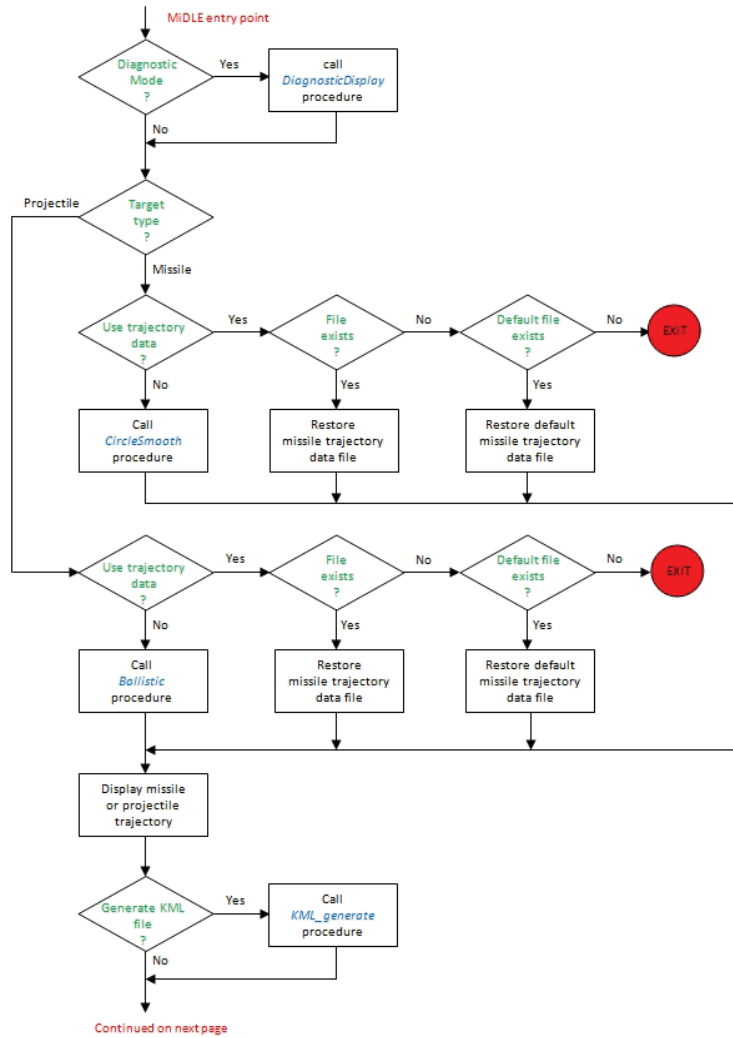 MiDLE entry point
Diagnostic
Mode
?
Yes
call
DiagnosticDisplay
procedure
No
Projectile
Target
type
?
Missile
Use trajectory
data
?
Yes
File
exists
?
No
Default file
exists
?
No
EXIT
No
Yes
Yes
Call
CircleSmooth
procedure
Restore
missile trajectory
data file
Restore default
missile trajectory
data file
Use trajectory
data
?
Yes
File
exists
?
No
Default file
exists
?
No
EXIT
No
Yes
Yes
Call
Ballistic
procedure
Restore
missile trajectory
data file
Restore default
missile trajectory
data file
Display missile
or projectile
trajectory
Generate KML
file
?
Yes
Call
KML_generate
procedure
No
Continued on next page